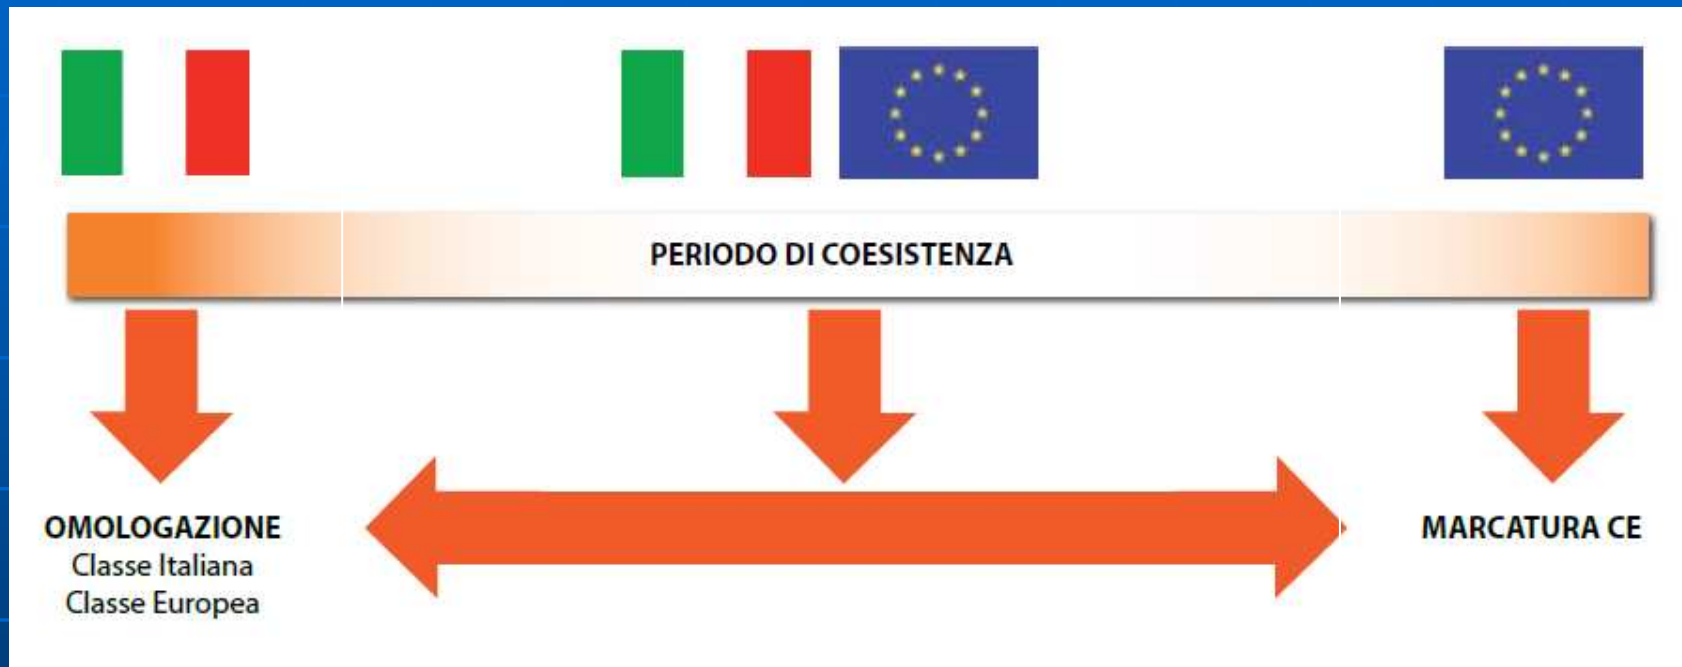 PERIODO DI COESISTENZA
OMOLOGAZIONE
Classe Italiana
Classe Europea
MARCATURA CE